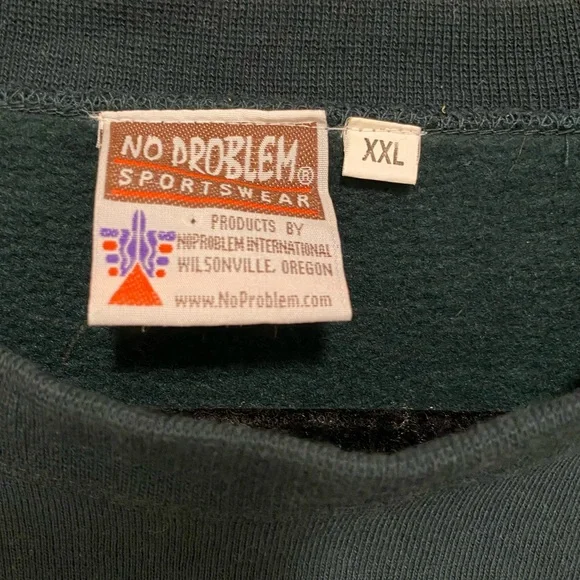 NO PROBLEM®
SPORTSWEAR
XXL
PRODUCTS BY
NOPROBLEM INTERNATIONAL
WILSONVILLE, OREGON
www.NoProblem.com